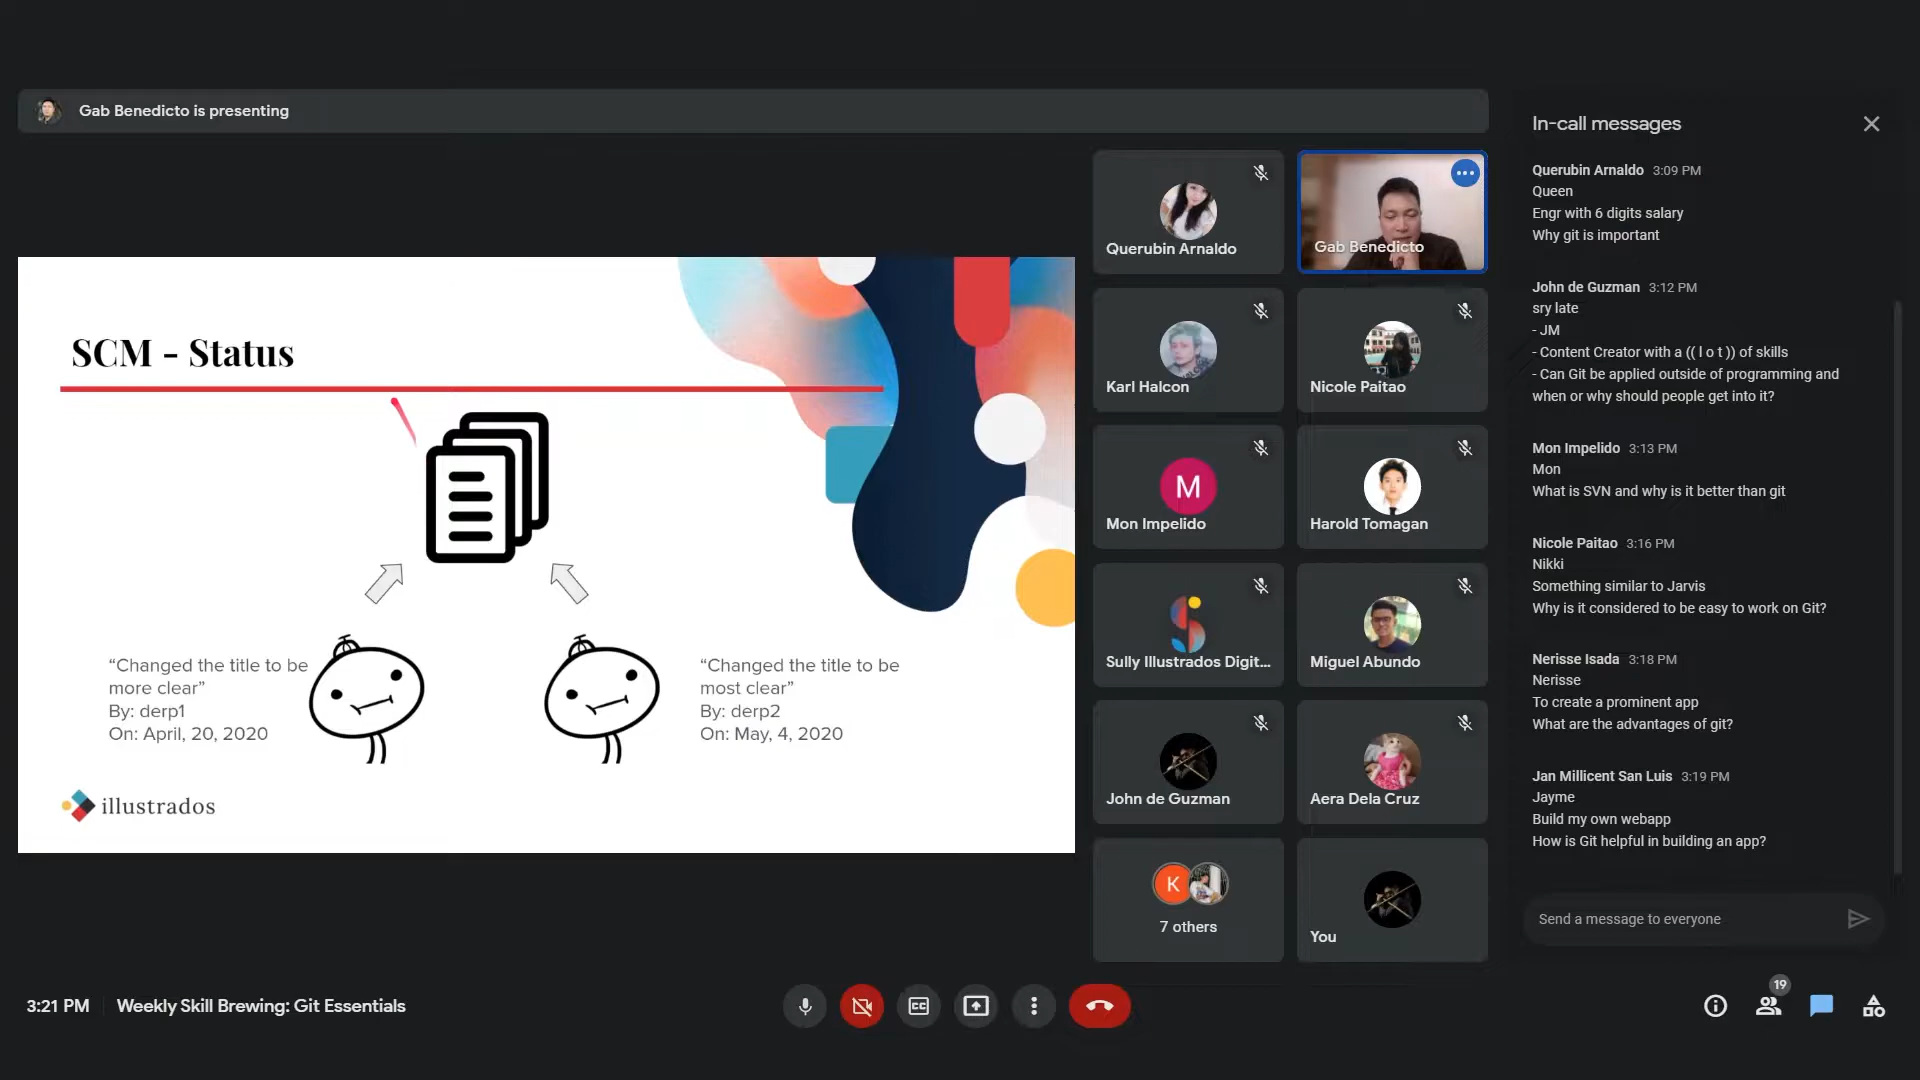 Gab Benedicto is presenting
SCM - Status
“Changed the title to be
more clear”
By: derp1
On: April, 20, 2020
“Changed the title to be
most clear”
By: derp2
On: May, 4, 2020
illustrados
Querubin Arnaldo
Gab Benedicto
Karl Halcon
Nicole Paitao
M
Mon Impelido
Harold Tomagan
Sully Illustrados Digit...
Miguel Abundo
John de Guzman
Aera Dela Cruz
K
7 others
You
In-call messages
Querubin Arnaldo 3:09 PM
Queen
Engr with 6 digits salary
Why git is important
John de Guzman 3:12 PM
sry late
- JM
- Content Creator with a (( l o t )) of skills
- Can Git be applied outside of programming and
when or why should people get into it?
Mon Impelido 3:13 PM
Mon
What is SVN and why is it better than git
Nicole Paitao 3:16 PM
Nikki
Something similar to Jarvis
Why is it considered to be easy to work on Git?
Nerisse Isada 3:18 PM
Nerisse
To create a prominent app
What are the advantages of git?
Jan Millicent San Luis 3:19 PM
Jayme
Build my own webapp
How is Git helpful in building an app?
Send a message to everyone
3:21 PM
Weekly Skill Brewing: Git Essentials
CC
19